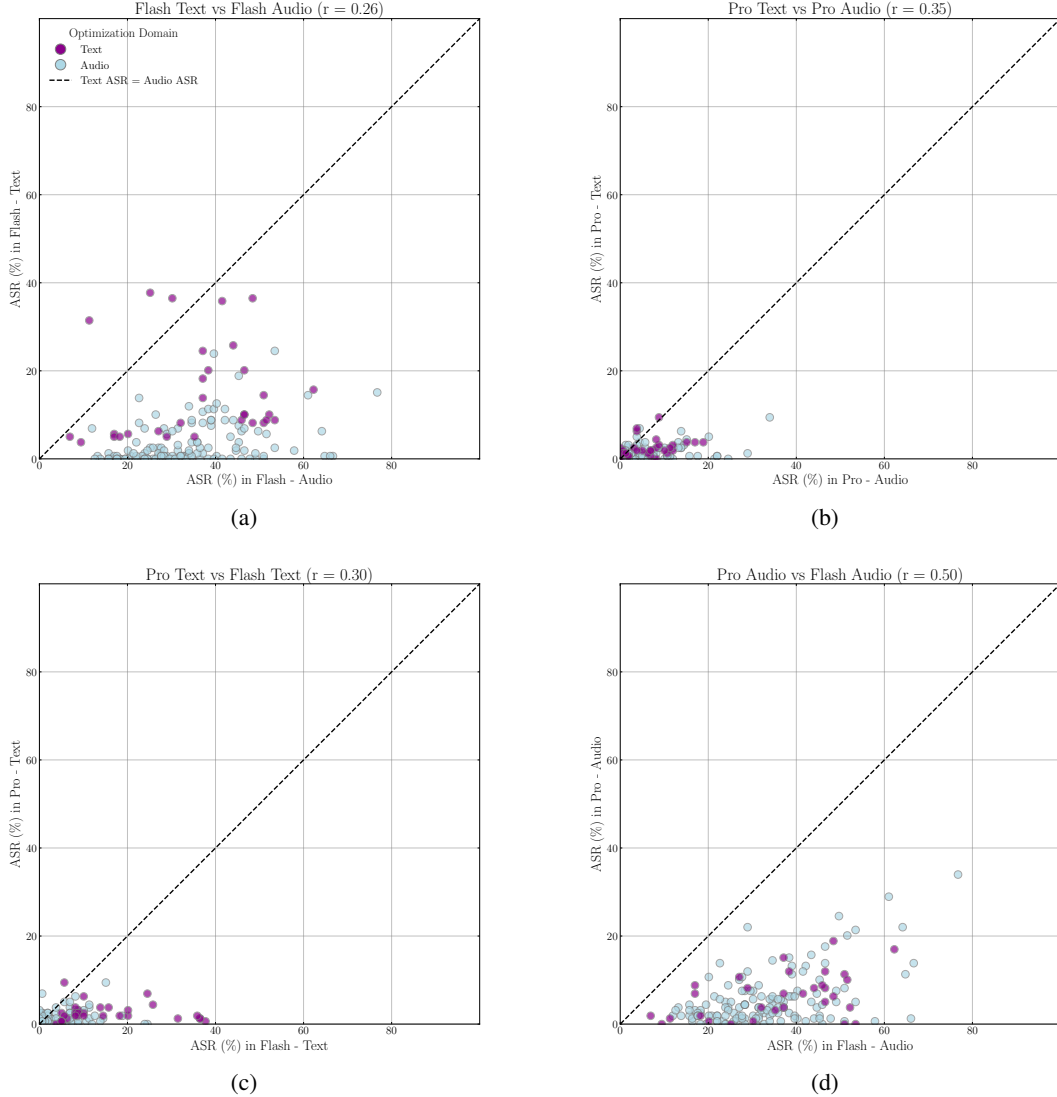 Flash Text vs Flash Audio (r = 0.26)
Optimization Domain
Text
Audio
Text ASR = Audio ASR
80
60
40
20
0
0
20
40
60
80
ASR (%) in Flash - Text
ASR (%) in Flash - Audio
(a)
Pro Text vs Pro Audio (r = 0.35)
80
60
40
20
0
0
20
40
60
80
ASR (%) in Pro - Text
ASR (%) in Pro - Audio
(b)
Pro Text vs Flash Text (r = 0.30)
80
60
40
20
0
0
20
40
60
80
ASR (%) in Pro - Text
ASR (%) in Flash - Text
(c)
Pro Audio vs Flash Audio (r = 0.50)
80
60
40
20
0
0
20
40
60
80
ASR (%) in Pro - Audio
ASR (%) in Flash - Audio
(d)